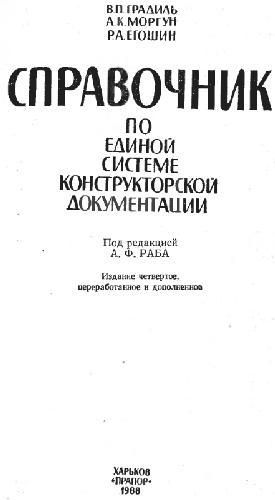 В.П.ГРАДИЛЬ
А.К.МОРГУН
Р.А.ЕГОШИН
СПРАВОЧНИК
ПО
ЕДИНОЙ
СИСТЕМЕ
КОНСТРУКТОРСКОЙ
ДОКУМЕНТАЦИИ
Под редакцией
А. Ф. РАБА
Издание четвертое,
переработанное и дополненное
ХАРЬКОВ
«ПРАПОР»
1988